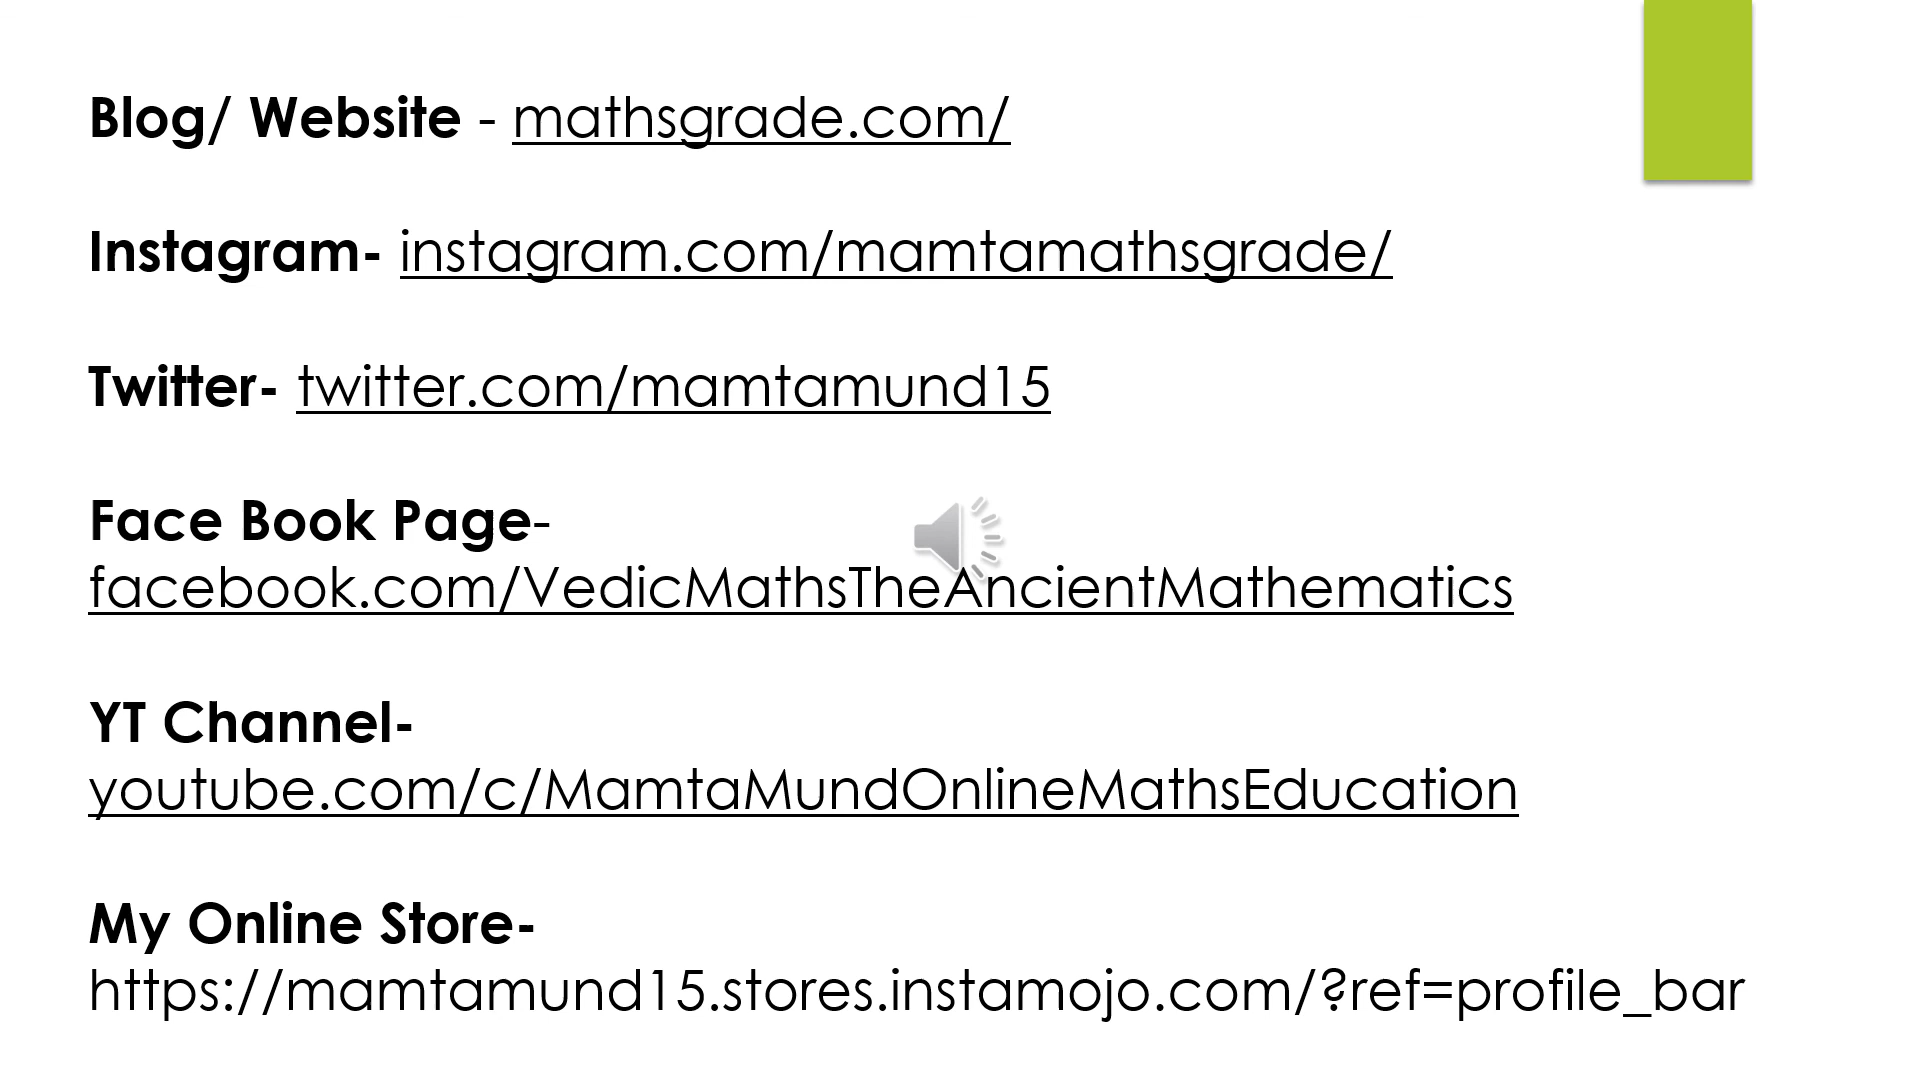 Blog/ Website - mathsgrade.com/
Instagram- instagram.com/mamtamathsgrade/
Twitter- twitter.com/mamtamund15
Face Book Page-
facebook.com/VedicMathsTheAncientMathematics
YT Channel-
youtube.com/c/MamtaMundOnlineMathsEducation
My Online Store-
https://mamtamund15.stores.instamojo.com/?ref=profile_bar